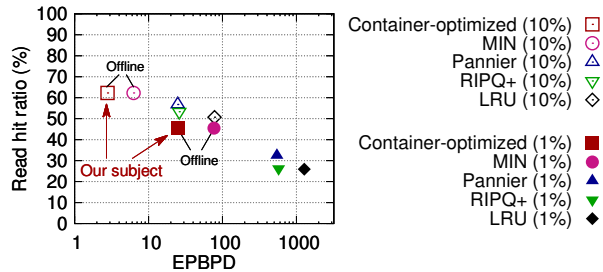 Read hit ratio (%)
100
90
80
70
60
50
40
30
20
10
0
Offline
Our subject
Offline
1
10
100
1000
EPBPD
Container-optimized (10%)
MIN (10%)
Pannier (10%)
RIPQ+ (10%)
LRU (10%)
Container-optimized (1%)
MIN (1%)
Pannier (1%)
RIPQ+ (1%)
LRU (1%)